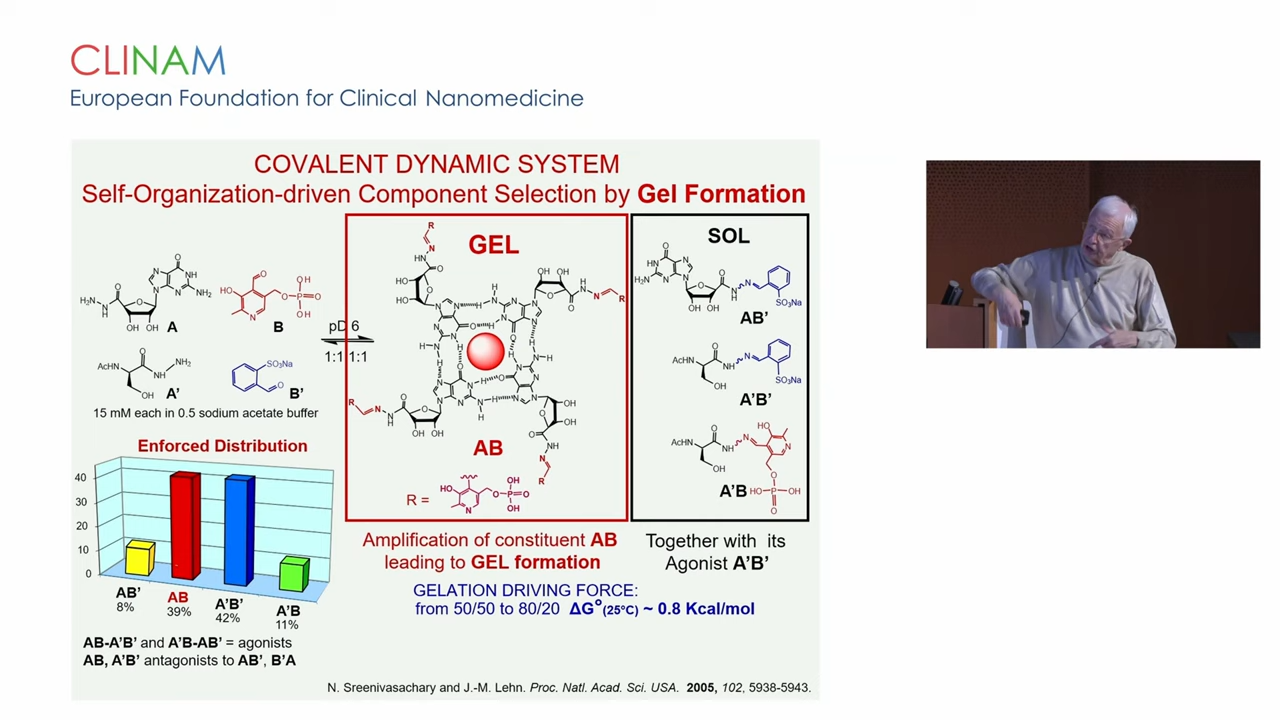 CLINAM
European Foundation for Clinical Nanomedicine
COVALENT DYNAMIC SYSTEM
Self-Organization-driven Component Selection by Gel Formation
A
B
A'
B'
15 mM each in 0.5 sodium acetate buffer
pD 6
1:1:1:1
GEL
AB
R =
SOL
AB'
A'B'
A'B
Enforced Distribution
40
30
20
10
0
AB'
8%
AB
39%
A'B'
42%
A'B
11%
AB-A'B' and A'B-AB' = agonists
AB, A'B' antagonists to AB', B'A
Amplification of constituent AB
leading to GEL formation
Together with its
Agonist A'B'
GELATION DRIVING FORCE:
from 50/50 to 80/20 ΔG°(25°C) ~ 0.8 Kcal/mol
N. Sreenivasachary and J.-M. Lehn. Proc. Natl. Acad. Sci. USA. 2005, 102, 5938-5943.